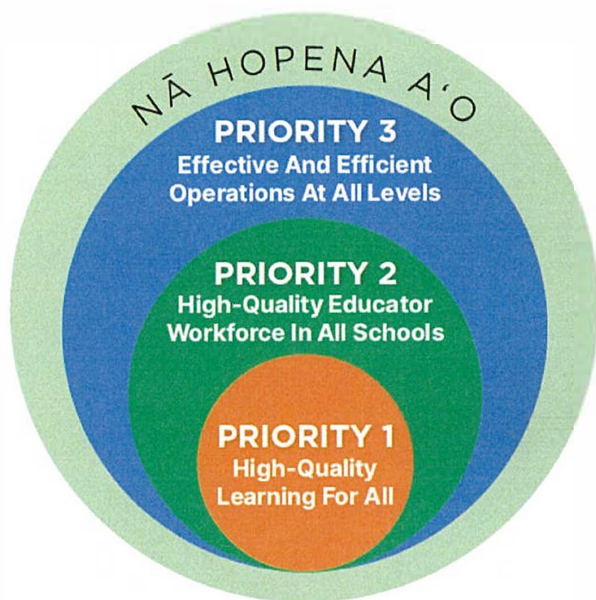 NĀ HOPENA AʻO
PRIORITY 3
Effective And Efficient
Operations At All Levels
PRIORITY 2
High-Quality Educator
Workforce In All Schools
PRIORITY 1
High-Quality
Learning For All